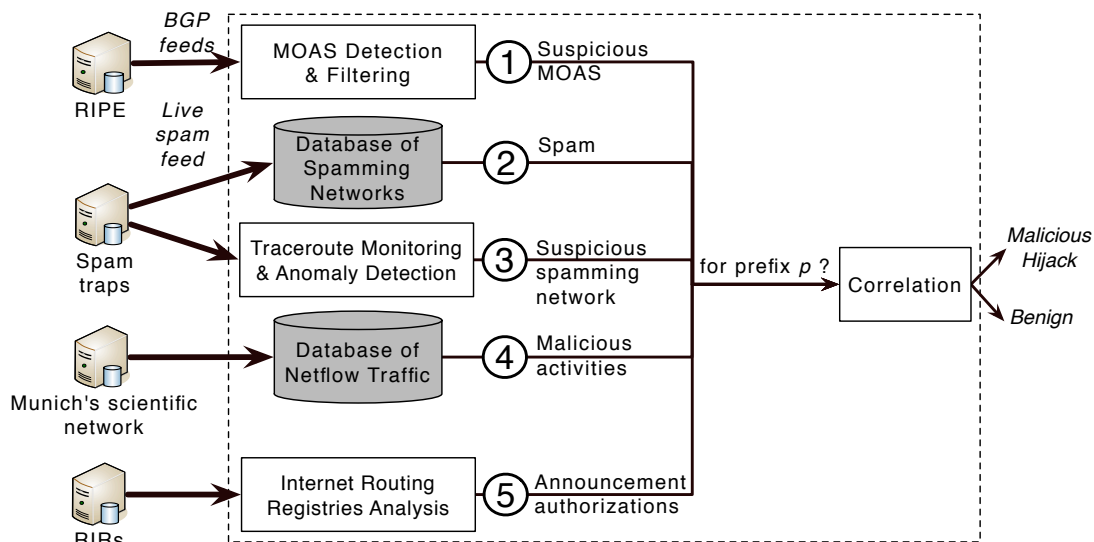 BGP
feeds
RIPE
MOAS Detection
& Filtering
1
Suspicious
MOAS
Live
spam
feed
Database of
Spamming
Networks
2
Spam
Spam
traps
Traceroute Monitoring
& Anomaly Detection
3
Suspicious
spamming
network
for prefix p ?
Correlation
Malicious
Hijack
Benign
Munich's scientific
network
Database of
Netflow Traffic
4
Malicious
activities
RIRs
Internet Routing
Registries Analysis
5
Announcement
authorizations